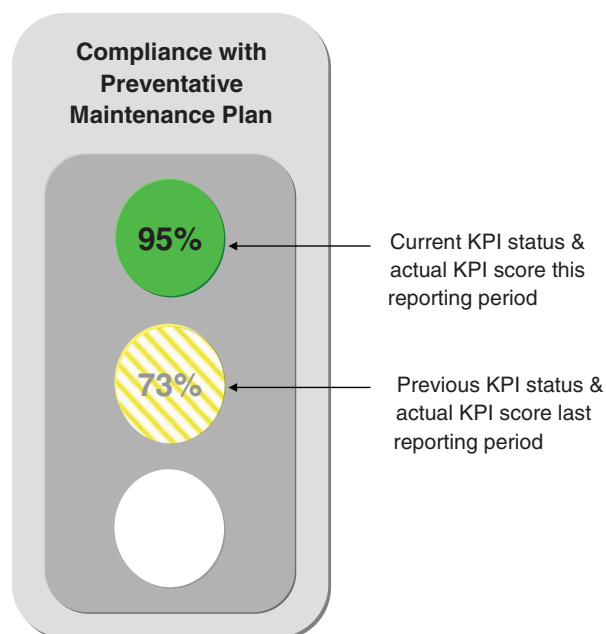 Compliance with
Preventative
Maintenance Plan
95%
Current KPI status &
actual KPI score this
reporting period
73%
Previous KPI status &
actual KPI score last
reporting period